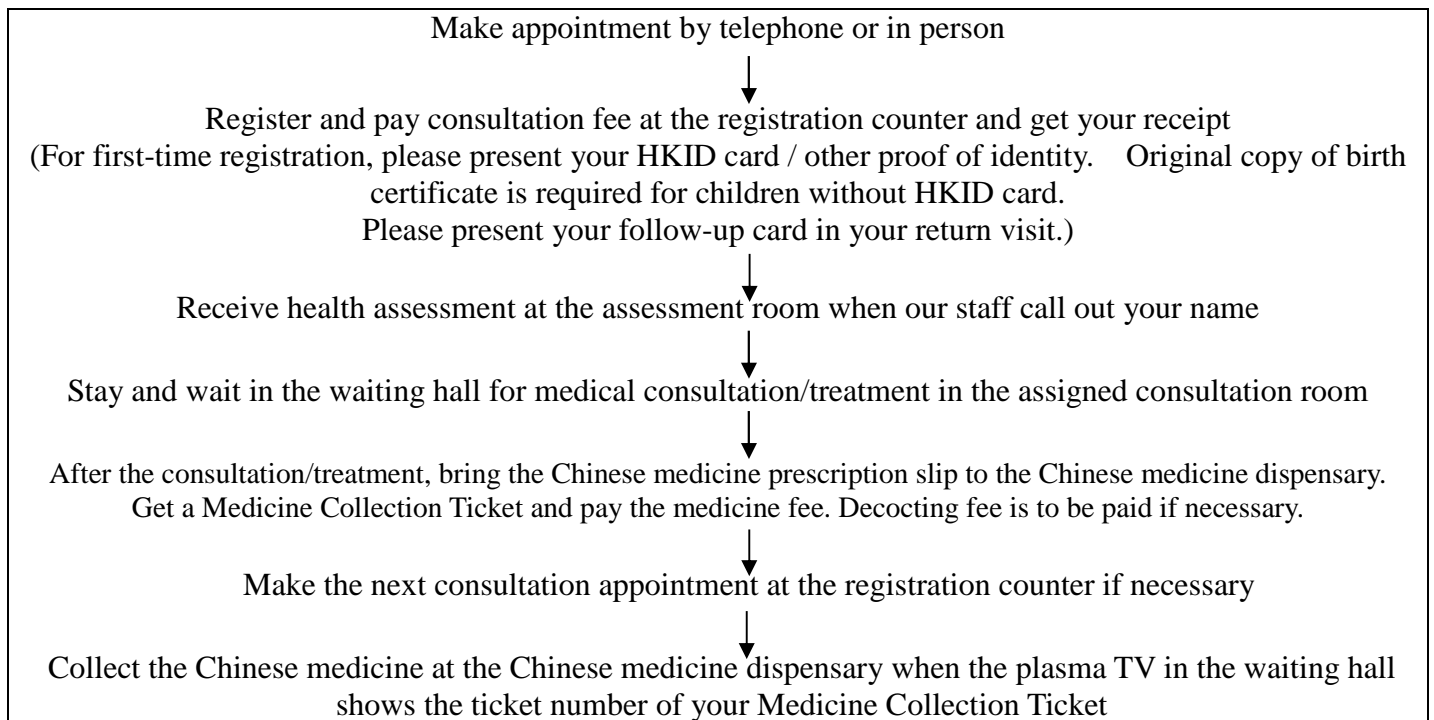 Make appointment by telephone or in person
Register and pay consultation fee at the registration counter and get your receipt
(For first-time registration, please present your HKID card / other proof of identity. Original copy of birth
certificate is required for children without HKID card.
Please present your follow-up card in your return visit.)
Receive health assessment at the assessment room when our staff call out your name
Stay and wait in the waiting hall for medical consultation/treatment in the assigned consultation room
After the consultation/treatment, bring the Chinese medicine prescription slip to the Chinese medicine dispensary.
Get a Medicine Collection Ticket and pay the medicine fee. Decocting fee is to be paid if necessary.
Make the next consultation appointment at the registration counter if necessary
Collect the Chinese medicine at the Chinese medicine dispensary when the plasma TV in the waiting hall
shows the ticket number of your Medicine Collection Ticket